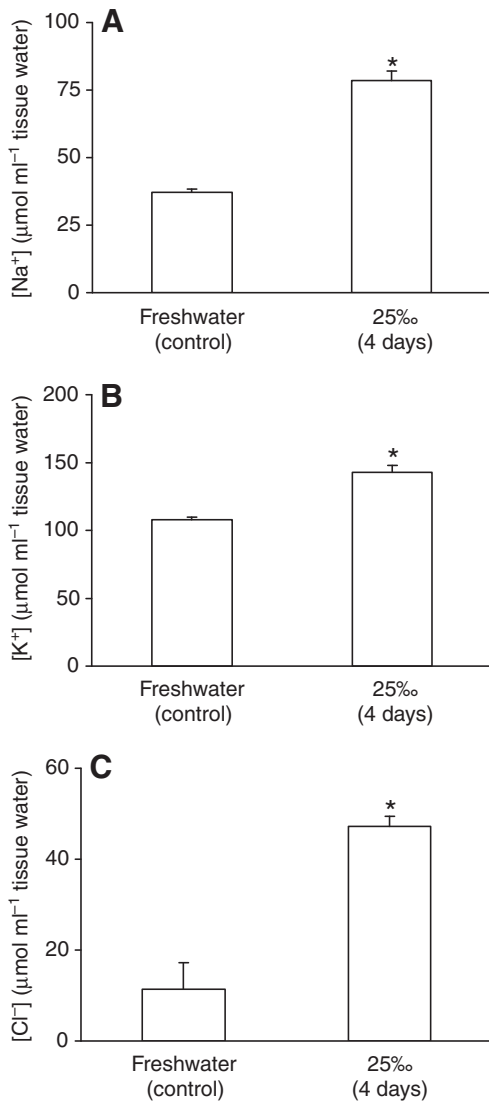 A
[Na⁺] (μmol ml⁻¹ tissue water)
100
75
50
25
0
*
Freshwater
(control)
25‰
(4 days)
B
[K⁺] (μmol ml⁻¹ tissue water)
200
150
100
50
0
*
Freshwater
(control)
25‰
(4 days)
C
[Cl⁻] (μmol ml⁻¹ tissue water)
60
40
20
0
*
Freshwater
(control)
25‰
(4 days)